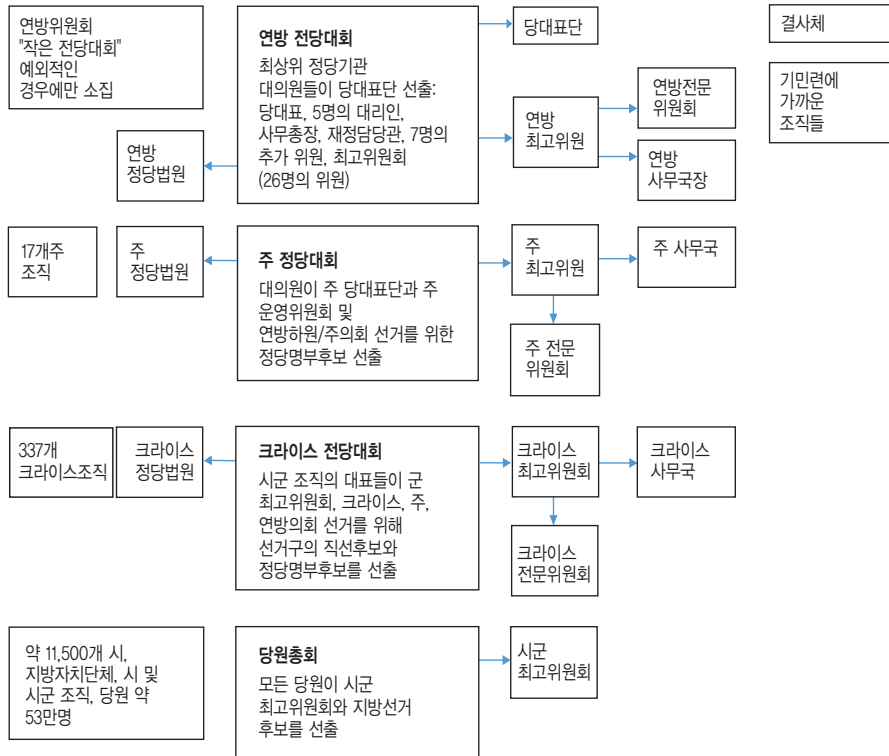 연방위원회
"작은 전당대회"
예외적인
경우에만 소집
연방 전당대회
최상위 정당기관
대의원들이 당대표단 선출:
당대표, 5명의 대리인,
사무총장, 재정담당관, 7명의
추가 위원, 최고위원회
(26명의 위원)
당대표단
결사체
기민련에
가까운
조직들
연방전문
위원회
연방
최고위원
연방
정당법원
연방
사무국장
17개주
조직
주
정당법원
주 정당대회
대의원이 주 당대표단과 주
운영위원회 및
연방하원/주의회 선거를 위한
정당명부후보 선출
주
최고위원
주 사무국
주 전문
위원회
337개
크라이스조직
크라이스
정당법원
크라이스 전당대회
시군 조직의 대표들이 군
최고위원회, 크라이스, 주,
연방의회 선거를 위해
선거구의 직선후보와
정당명부후보를 선출
크라이스
최고위원회
크라이스
사무국
크라이스
전문위원회
약 11,500개 시,
지방자치단체, 시 및
시군 조직, 당원 약
53만명
당원총회
모든 당원이 시군
최고위원회와 지방선거
후보를 선출
시군
최고위원회